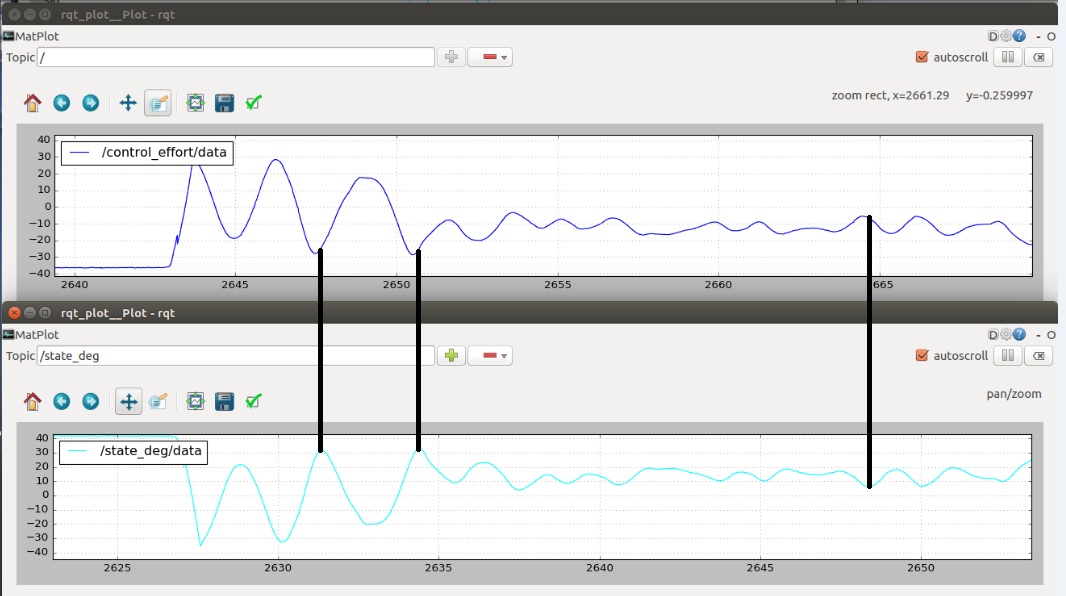 rqt_plot__Plot - rqt
MatPlot D - O
Topic / autoscroll
zoom rect, x=2661.29 y=-0.259997
/control_effort/data
40
30
20
10
0
−10
−20
−30
−40
2640 2645 2650 2655 2660 665
rqt_plot__Plot - rqt
MatPlot D - O
Topic /state_deg autoscroll
pan/zoom
/state_deg/data
40
30
20
10
0
−10
−20
−30
−40
2625 2630 2635 2640 2645 2650